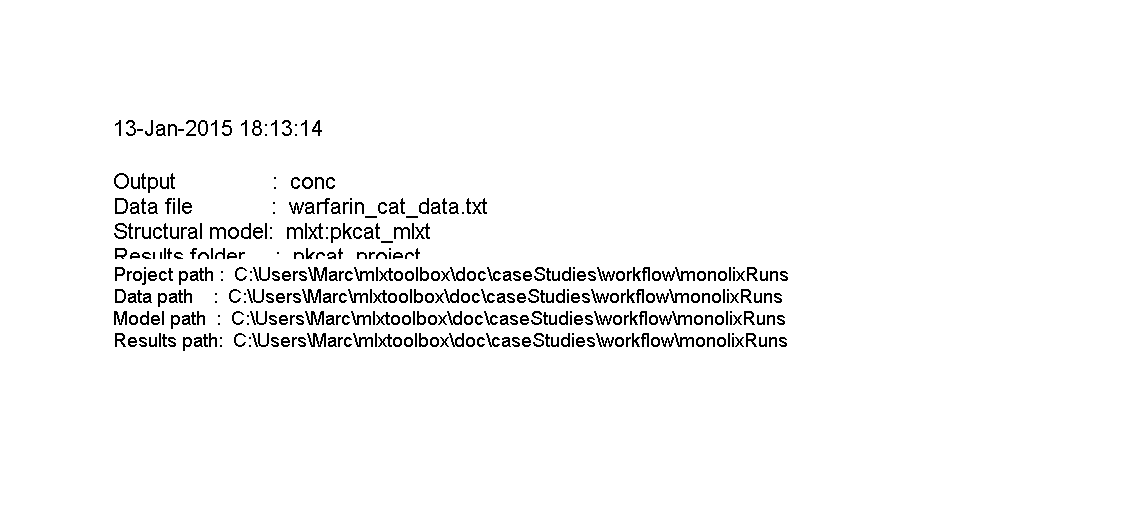 13-Jan-2015 18:13:14
Output : conc
Data file : warfarin_cat_data.txt
Structural model: mlxt:pkcat_mlxt
Results folder : pkcat_project
Project path : C:\Users\Marc\mlxtoolbox\doc\caseStudies\workflow\monolixRuns
Data path : C:\Users\Marc\mlxtoolbox\doc\caseStudies\workflow\monolixRuns
Model path : C:\Users\Marc\mlxtoolbox\doc\caseStudies\workflow\monolixRuns
Results path: C:\Users\Marc\mlxtoolbox\doc\caseStudies\workflow\monolixRuns